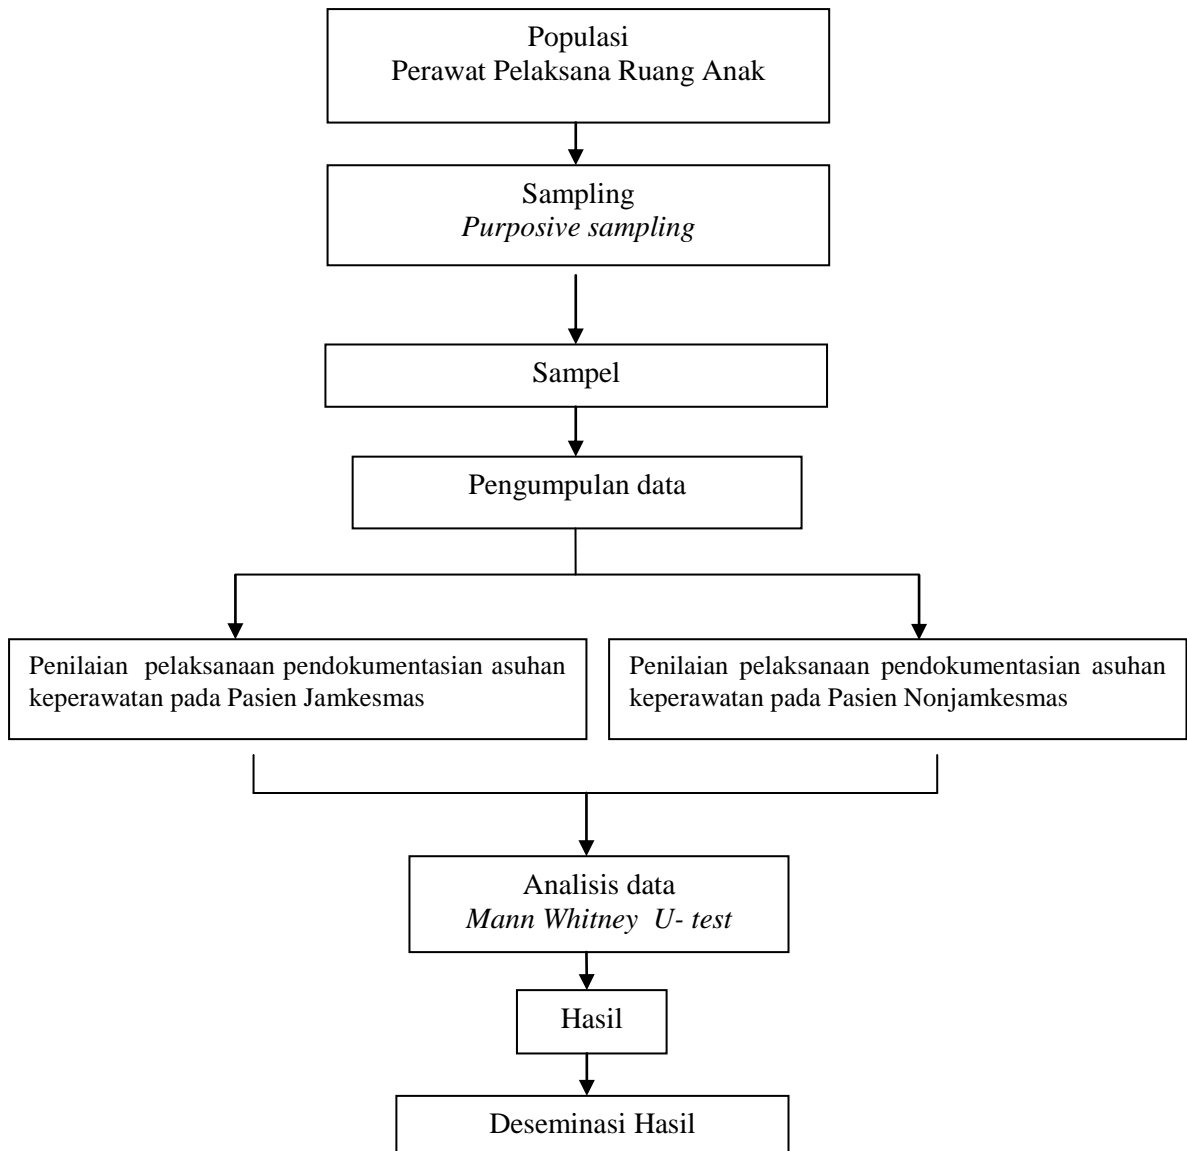 Populasi
Perawat Pelaksana Ruang Anak
Sampling
Purposive sampling
Sampel
Pengumpulan data
Penilaian pelaksanaan pendokumentasian asuhan
keperawatan pada Pasien Jamkesmas
Penilaian pelaksanaan pendokumentasian asuhan
keperawatan pada Pasien Nonjamkesmas
Analisis data
Mann Whitney U- test
Hasil
Deseminasi Hasil